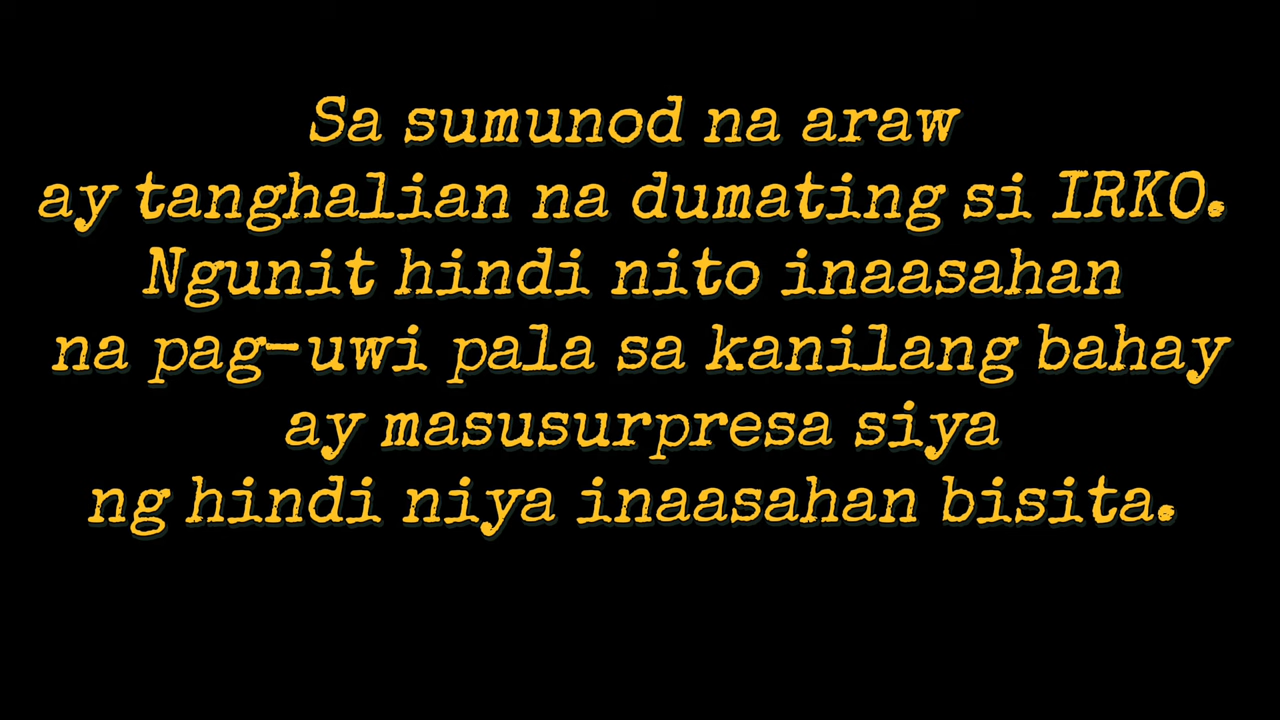 Sa sumunod na araw
ay tanghalian na dumating si IRKO.
Ngunit hindi nito inaasahan
na pag-uwi pala sa kanilang bahay
ay masusurpresa siya
ng hindi niya inaasahan bisita.